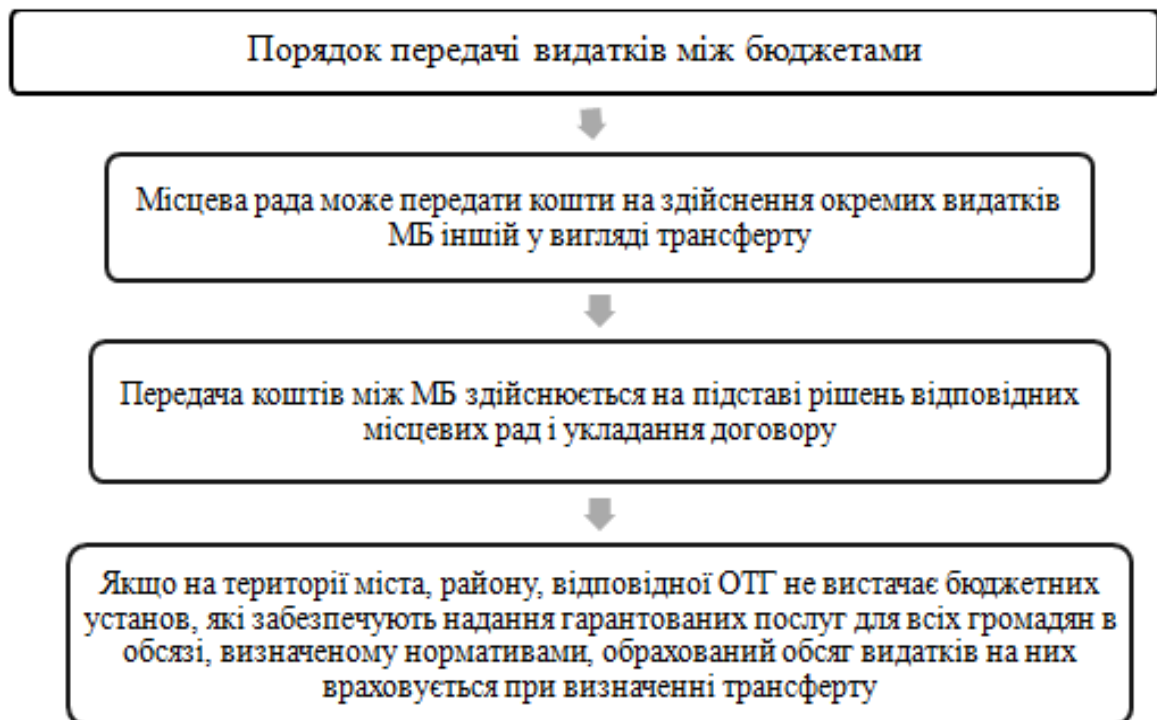 Порядок передачі видатків між бюджетами
Місцева рада може передати кошти на здійснення окремих видатків
МБ іншій у вигляді трансферту
Передача коштів між МБ здійснюється на підставі рішень відповідних
місцевих рад і укладання договору
Якщо на території міста, району, відповідної ОТГ не вистачає бюджетних
установ, які забезпечують надання гарантованих послуг для всіх громадян в
обсязі, визначеному нормативами, обрахований обсяг видатків на них
враховується при визначенні трансферту